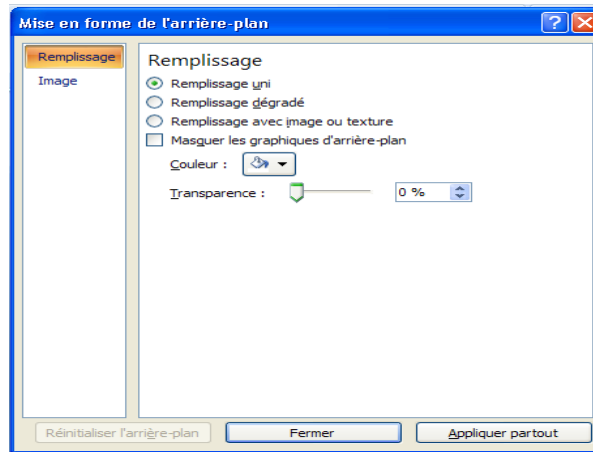 Mise en forme de l'arrière-plan
Remplissage
Image
Remplissage
Remplissage uni
Remplissage dégradé
Remplissage avec image ou texture
Masquer les graphiques d'arrière-plan
Couleur :
Transparence : 0 %
Réinitialiser l'arrière-plan Fermer Appliquer partout